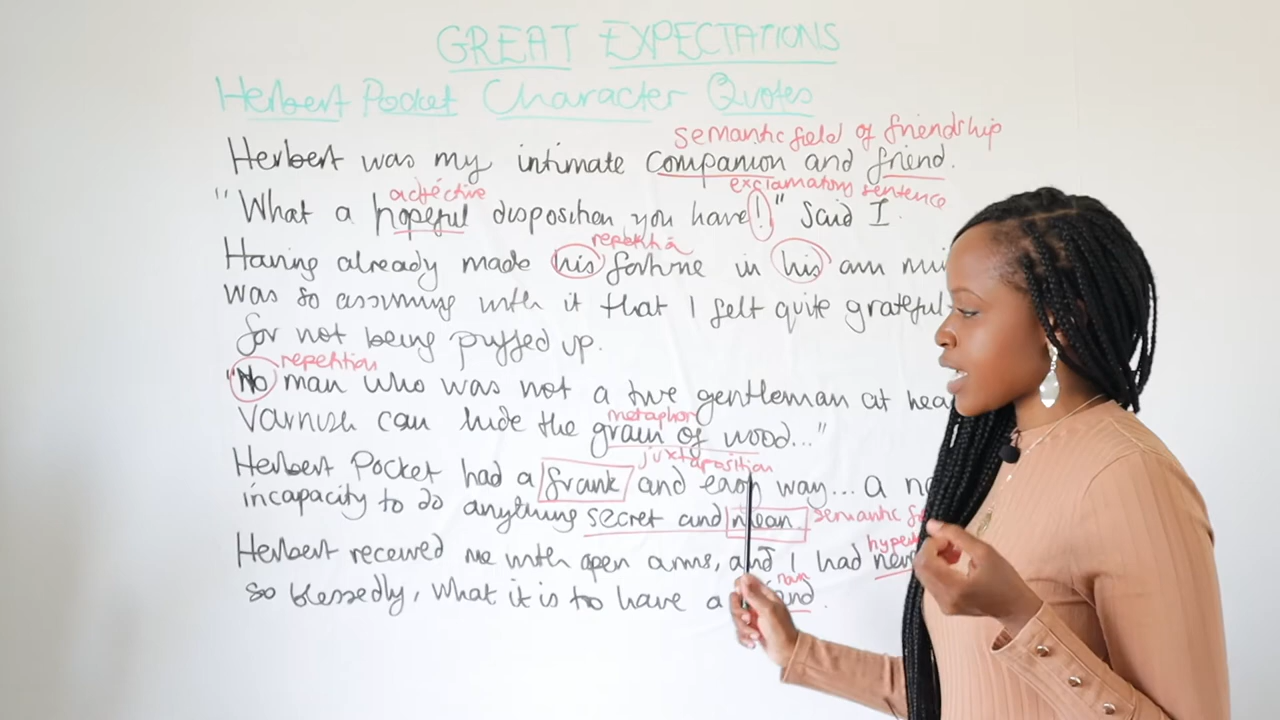 GREAT EXPECTATIONS
Herbert Pocket Character Quotes
semantic field of friendship
Herbert was my intimate companion and friend.
adjective exclamatory sentence
"What a hopeful disposition you have!" Said I.
repetition
Having already made his fortune in his own
was so assuming with it that I felt quite grateful
for not being puffed up.
repetition
"No man who was not a true gentleman at
Varnish can hide the grain of wood..."
metaphor
juxtaposition
Herbert Pocket had a frank and easy way... a
incapacity to do anything secret and mean
semantic
Herbert received me with open arms, and I had
noun
so blessedly, what it is to have a